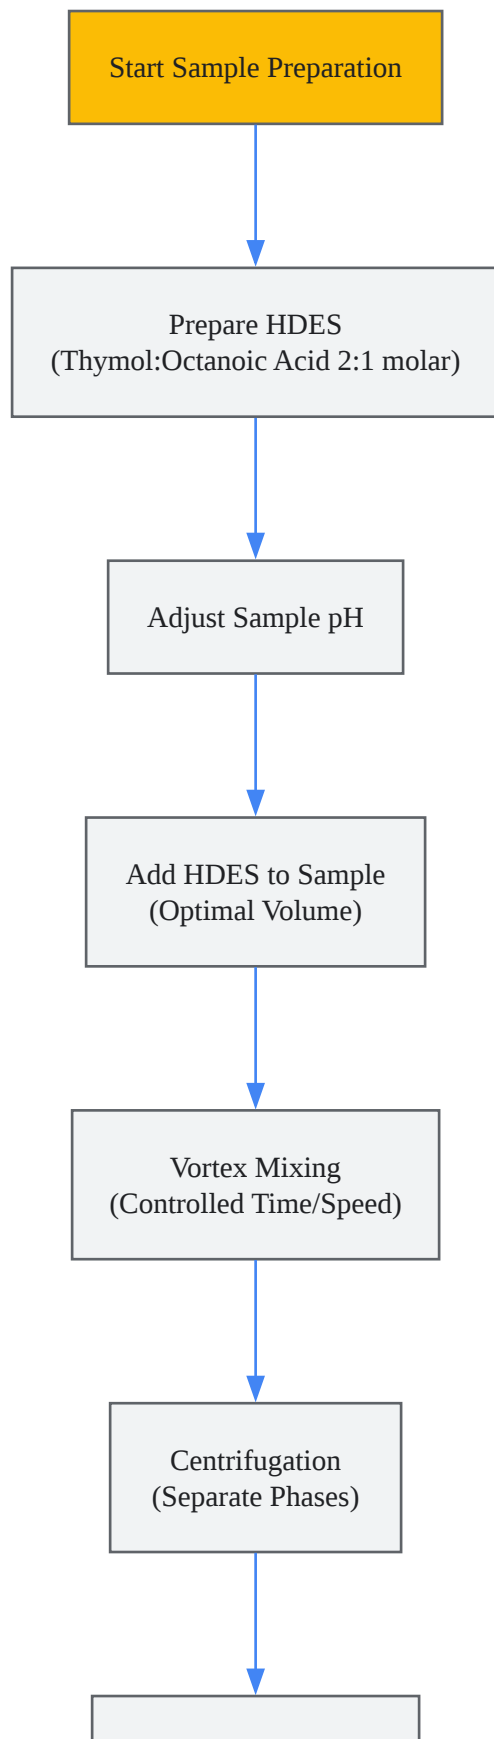 Start Sample Preparation
Prepare HDES
(Thymol:Octanoic Acid 2:1 molar)
Adjust Sample pH
Add HDES to Sample
(Optimal Volume)
Vortex Mixing
(Controlled Time/Speed)
Centrifugation
(Separate Phases)